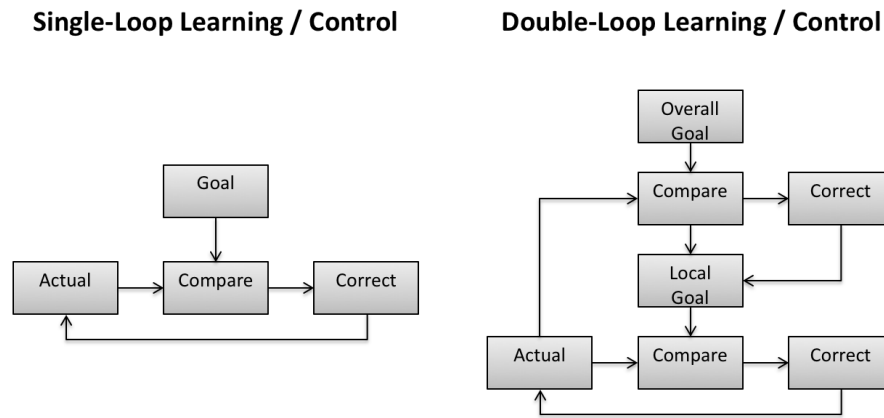 Single-Loop Learning / Control
Double-Loop Learning / Control
Overall
Goal
Goal
Compare
Correct
Actual
Compare
Correct
Local
Goal
Actual
Compare
Correct